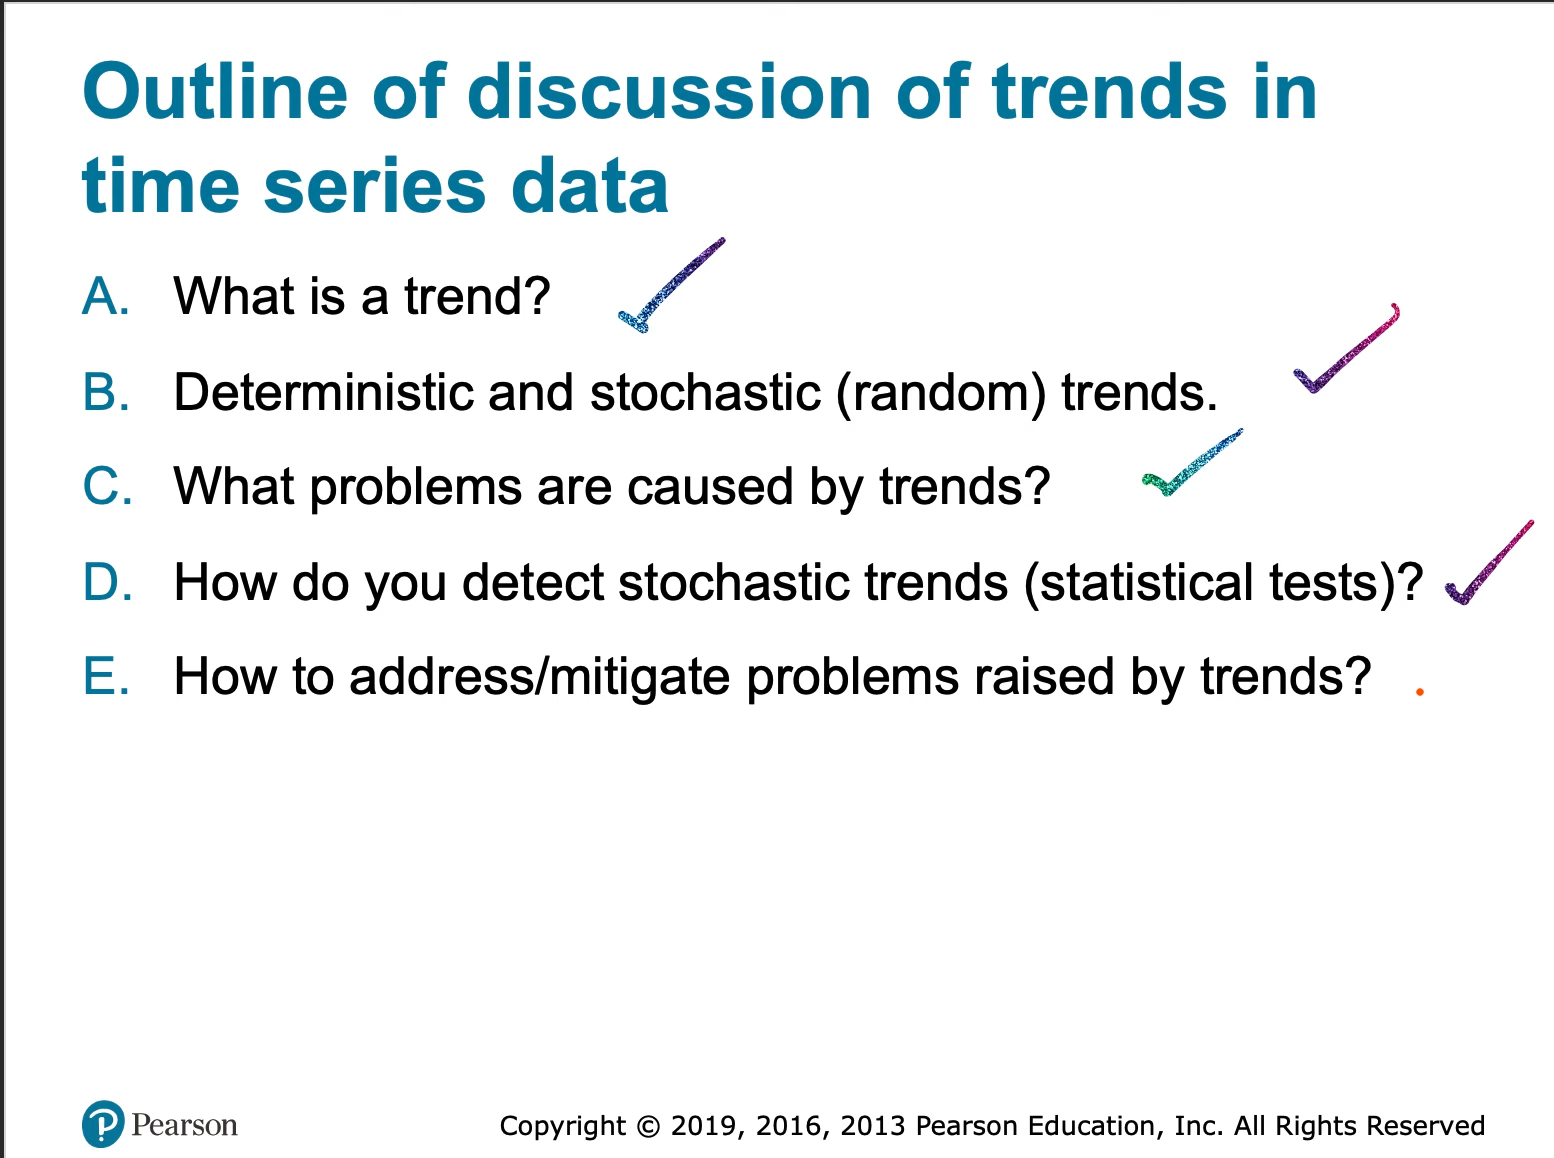 Outline of discussion of trends in
time series data
A. What is a trend?
B. Deterministic and stochastic (random) trends.
C. What problems are caused by trends?
D. How do you detect stochastic trends (statistical tests)?
E. How to address/mitigate problems raised by trends?
Pearson
Copyright © 2019, 2016, 2013 Pearson Education, Inc. All Rights Reserved